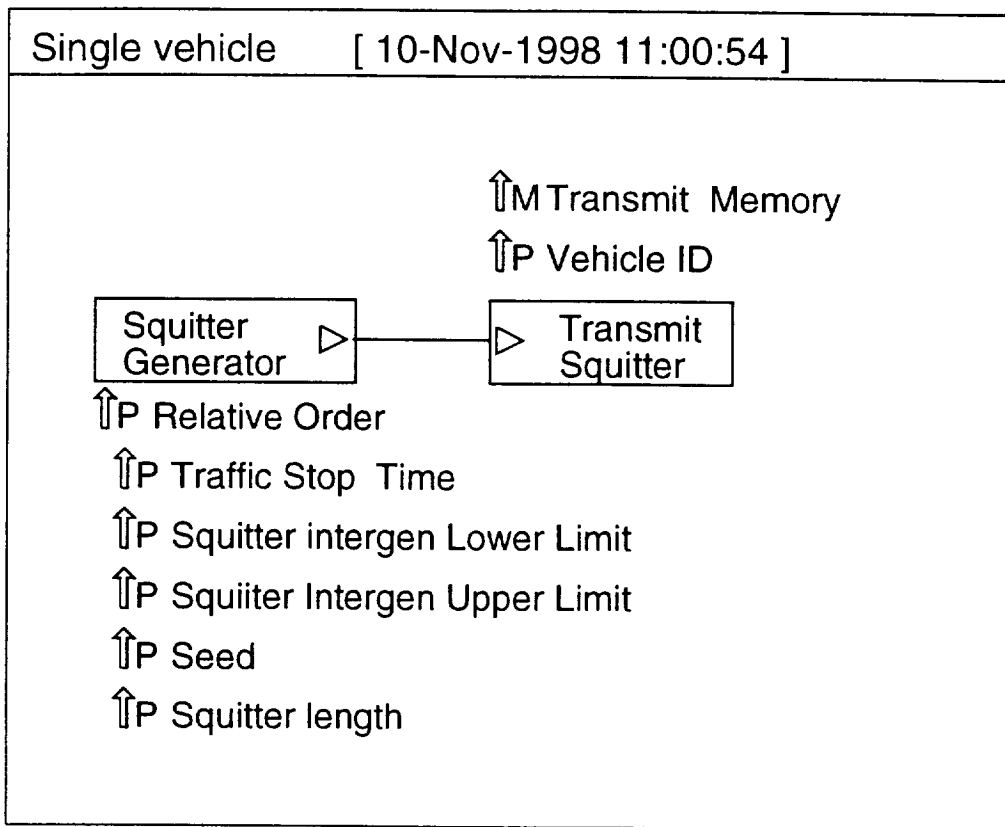 Single vehicle [ 10-Nov-1998 11:00:54 ]
⇑M Transmit Memory
⇑P Vehicle ID
Squitter
Generator
Transmit
Squitter
⇑P Relative Order
⇑P Traffic Stop Time
⇑P Squitter intergen Lower Limit
⇑P Squiiter Intergen Upper Limit
⇑P Seed
⇑P Squitter length